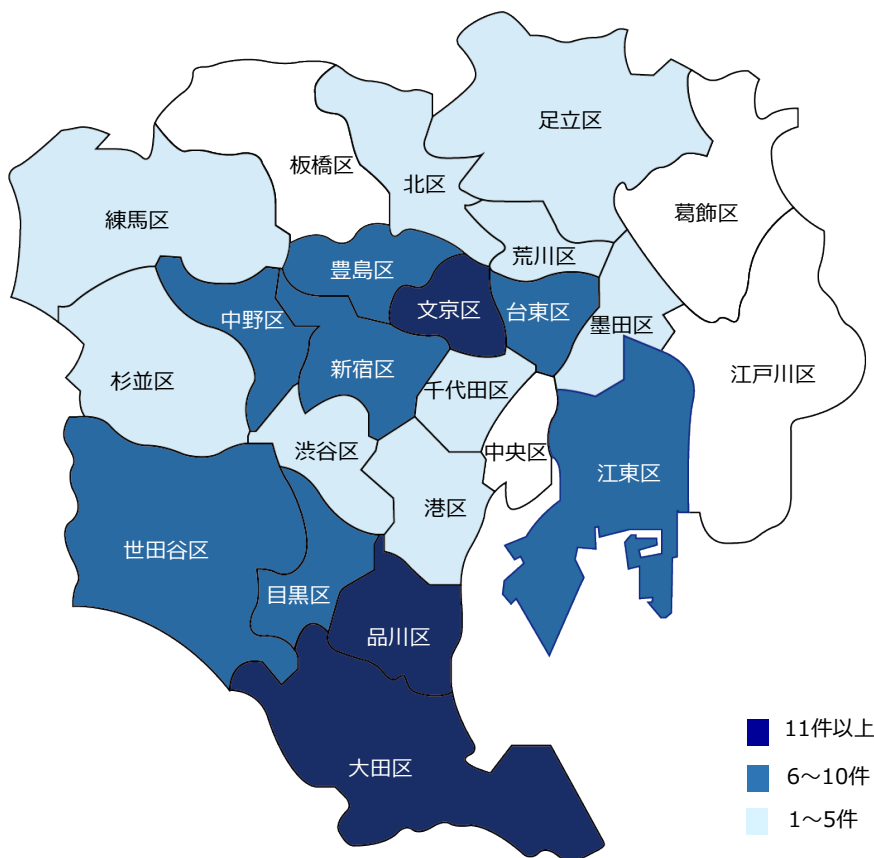 足立区
板橋区
北区
葛飾区
練馬区
荒川区
豊島区
文京区
台東区
中野区
墨田区
新宿区
江戸川区
杉並区
千代田区
渋谷区
中央区
江東区
港区
世田谷区
目黒区
品川区
大田区
11件以上
6～10件
1～5件